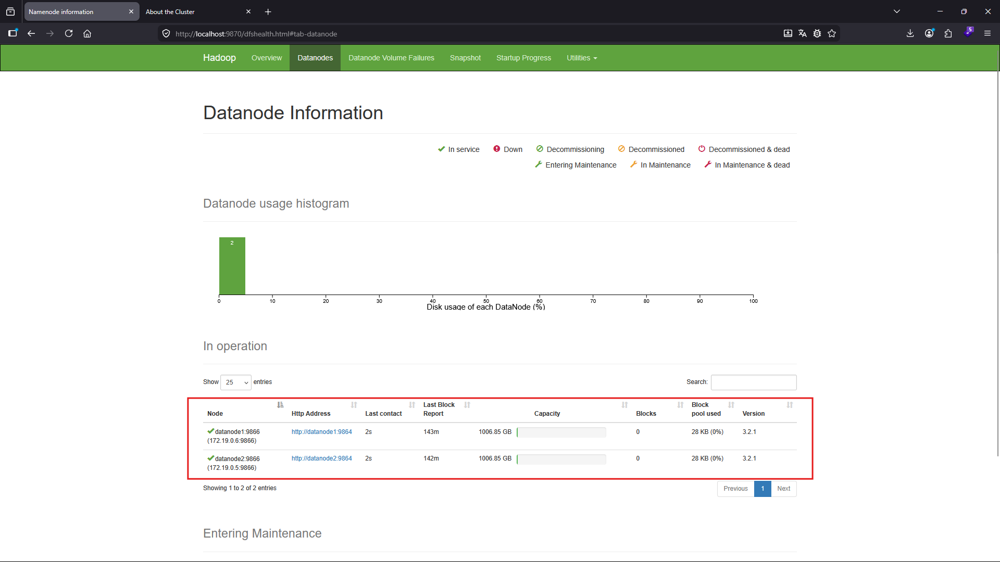 Namenode information
About the Cluster
http://localhost:9870/dfshealth.html#tab-datanode
5
Hadoop Overview Datanodes Datanode Volume Failures Snapshot Startup Progress Utilities
Datanode Information
In service Down Decommissioning Decommissioned Decommissioned & dead
Entering Maintenance In Maintenance In Maintenance & dead
Datanode usage histogram
2
0 10 20 30 40 50 60 70 80 90 100
Disk usage of each DataNode (%)
In operation
Show 25 entries Search:
Node Http Address Last contact Last Block Report Capacity Blocks Block pool used Version
datanode1:9866 http://datanode1:9864 2s 143m 1006.85 GB 0 28 KB (0%) 3.2.1
(172.19.0.6:9866)
datanode2:9866 http://datanode2:9864 2s 142m 1006.85 GB 0 28 KB (0%) 3.2.1
(172.19.0.5:9866)
Showing 1 to 2 of 2 entries Previous 1 Next
Entering Maintenance